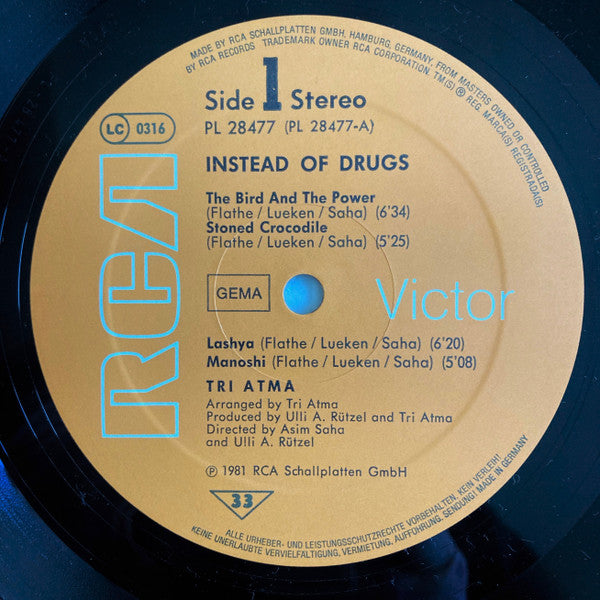 MADE BY RCA SCHALLPLATTEN GMBH, HAMBURG, GERMANY, FROM MASTERS OWNED OR CONTROLLED
BY RCA RECORDS TRADEMARK OWNER RCA CORPORATION. TM(S) ® REG. MARCA(S) REGISTRADA(S)
Side 1 Stereo
PL 28477 (PL 28477-A)
LC 0316
INSTEAD OF DRUGS
The Bird And The Power
(Flathe / Lueken / Saha) (6'34)
Stoned Crocodile
(Flathe / Lueken / Saha) (5'25)
RCA
GEMA
Victor
Lashya (Flathe / Lueken / Saha) (6'20)
Manoshi (Flathe / Lueken / Saha) (5'08)
TRI ATMA
Arranged by Tri Atma
Produced by Ulli A. Rützel and Tri Atma
Directed by Asim Saha
and Ulli A. Rützel
℗ 1981 RCA Schallplatten GmbH
33
ALLE URHEBER- UND LEISTUNGSSCHUTZRECHTE VORBEHALTEN. KEIN VERLEIH!
KEINE UNERLAUBTE VERVIELFÄLTIGUNG, VERMIETUNG, AUFFÜHRUNG, SENDUNG! MADE IN GERMANY